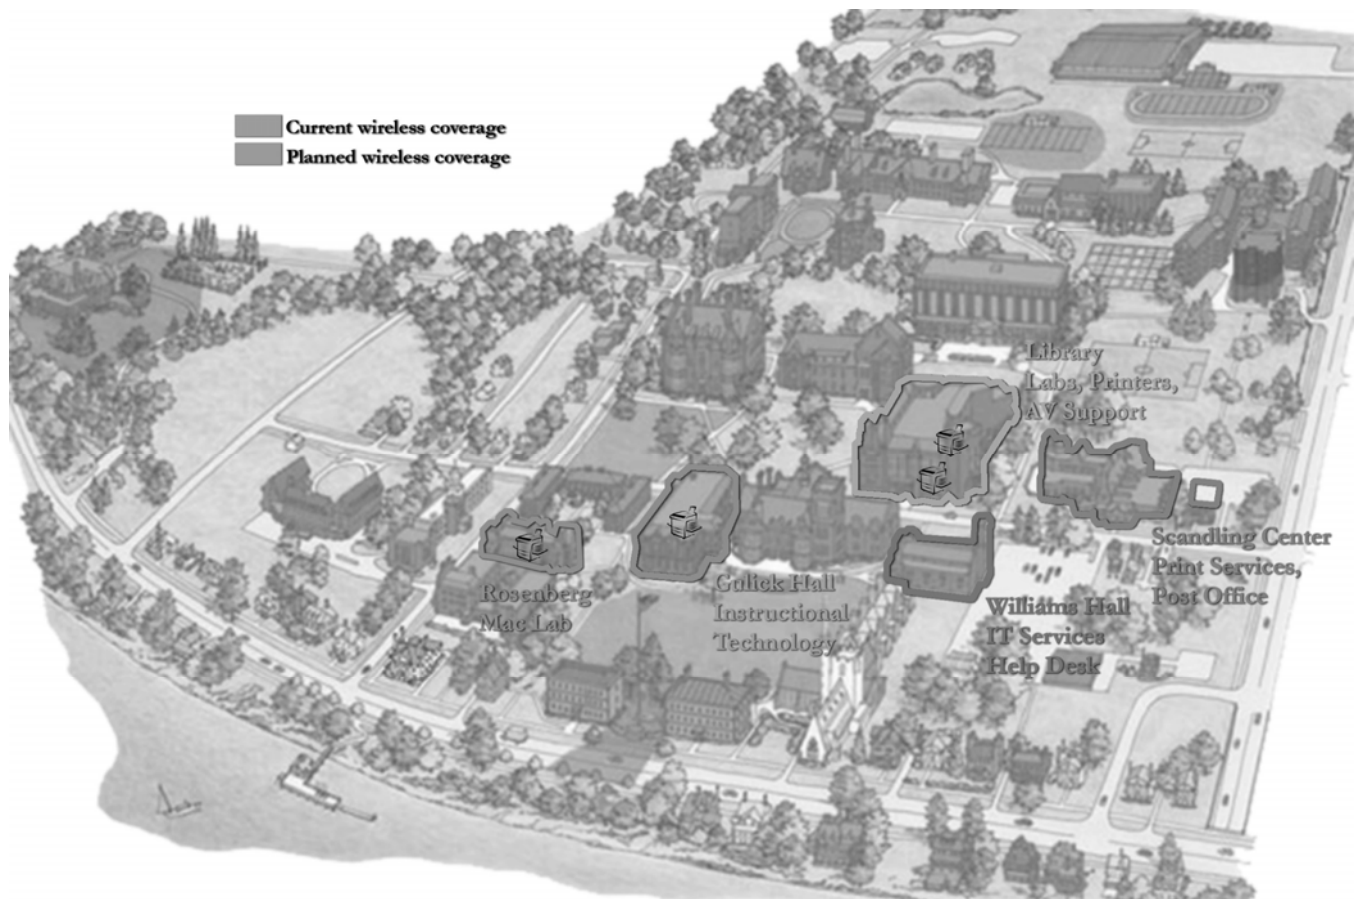 Current wireless coverage
Planned wireless coverage
Library
Labs, Printers,
AV Support
Scandling Center
Print Services,
Post Office
Gulick Hall
Instructional
Technology
Rosenberg
Mac Lab
Williams Hall
IT Services
Help Desk